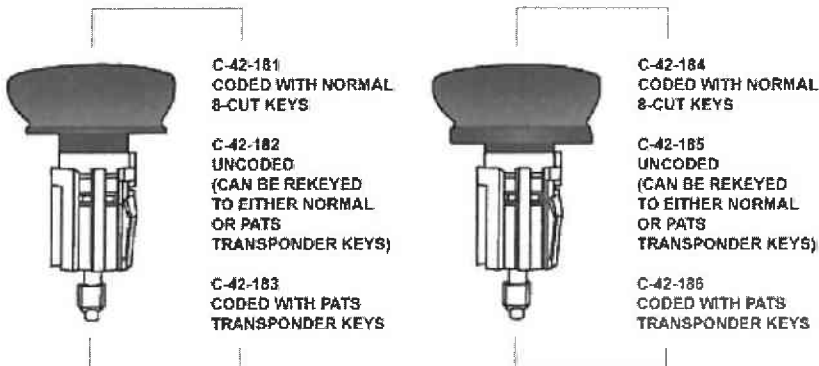 C-42-181
CODED WITH NORMAL
8-CUT KEYS
C-42-182
UNCODED
(CAN BE REKEYED
TO EITHER NORMAL
OR PATS
TRANSPONDER KEYS)
C-42-183
CODED WITH PATS
TRANSPONDER KEYS
C-42-184
CODED WITH NORMAL
8-CUT KEYS
C-42-185
UNCODED
(CAN BE REKEYED
TO EITHER NORMAL
OR PATS
TRANSPONDER KEYS)
C-42-186
CODED WITH PATS
TRANSPONDER KEYS